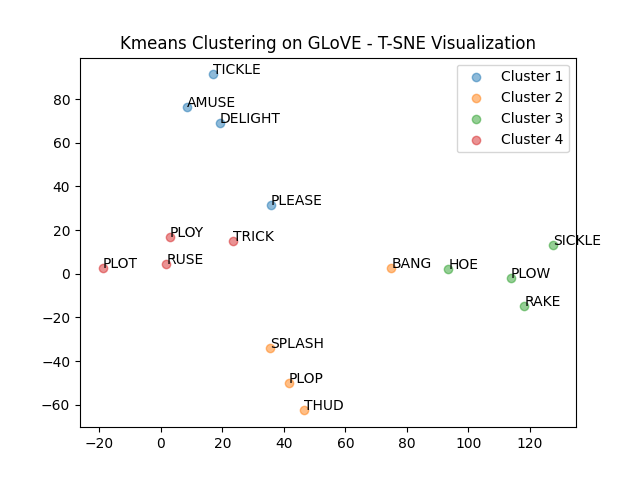 Kmeans Clustering on GLoVE - T-SNE Visualization
Cluster 1
Cluster 2
Cluster 3
Cluster 4
TICKLE
AMUSE
DELIGHT
PLEASE
PLOY
TRICK
PLOT
RUSE
BANG
HOE
SICKLE
PLOW
RAKE
SPLASH
PLOP
THUD
80
60
40
20
0
−20
−40
−60
−20
0
20
40
60
80
100
120